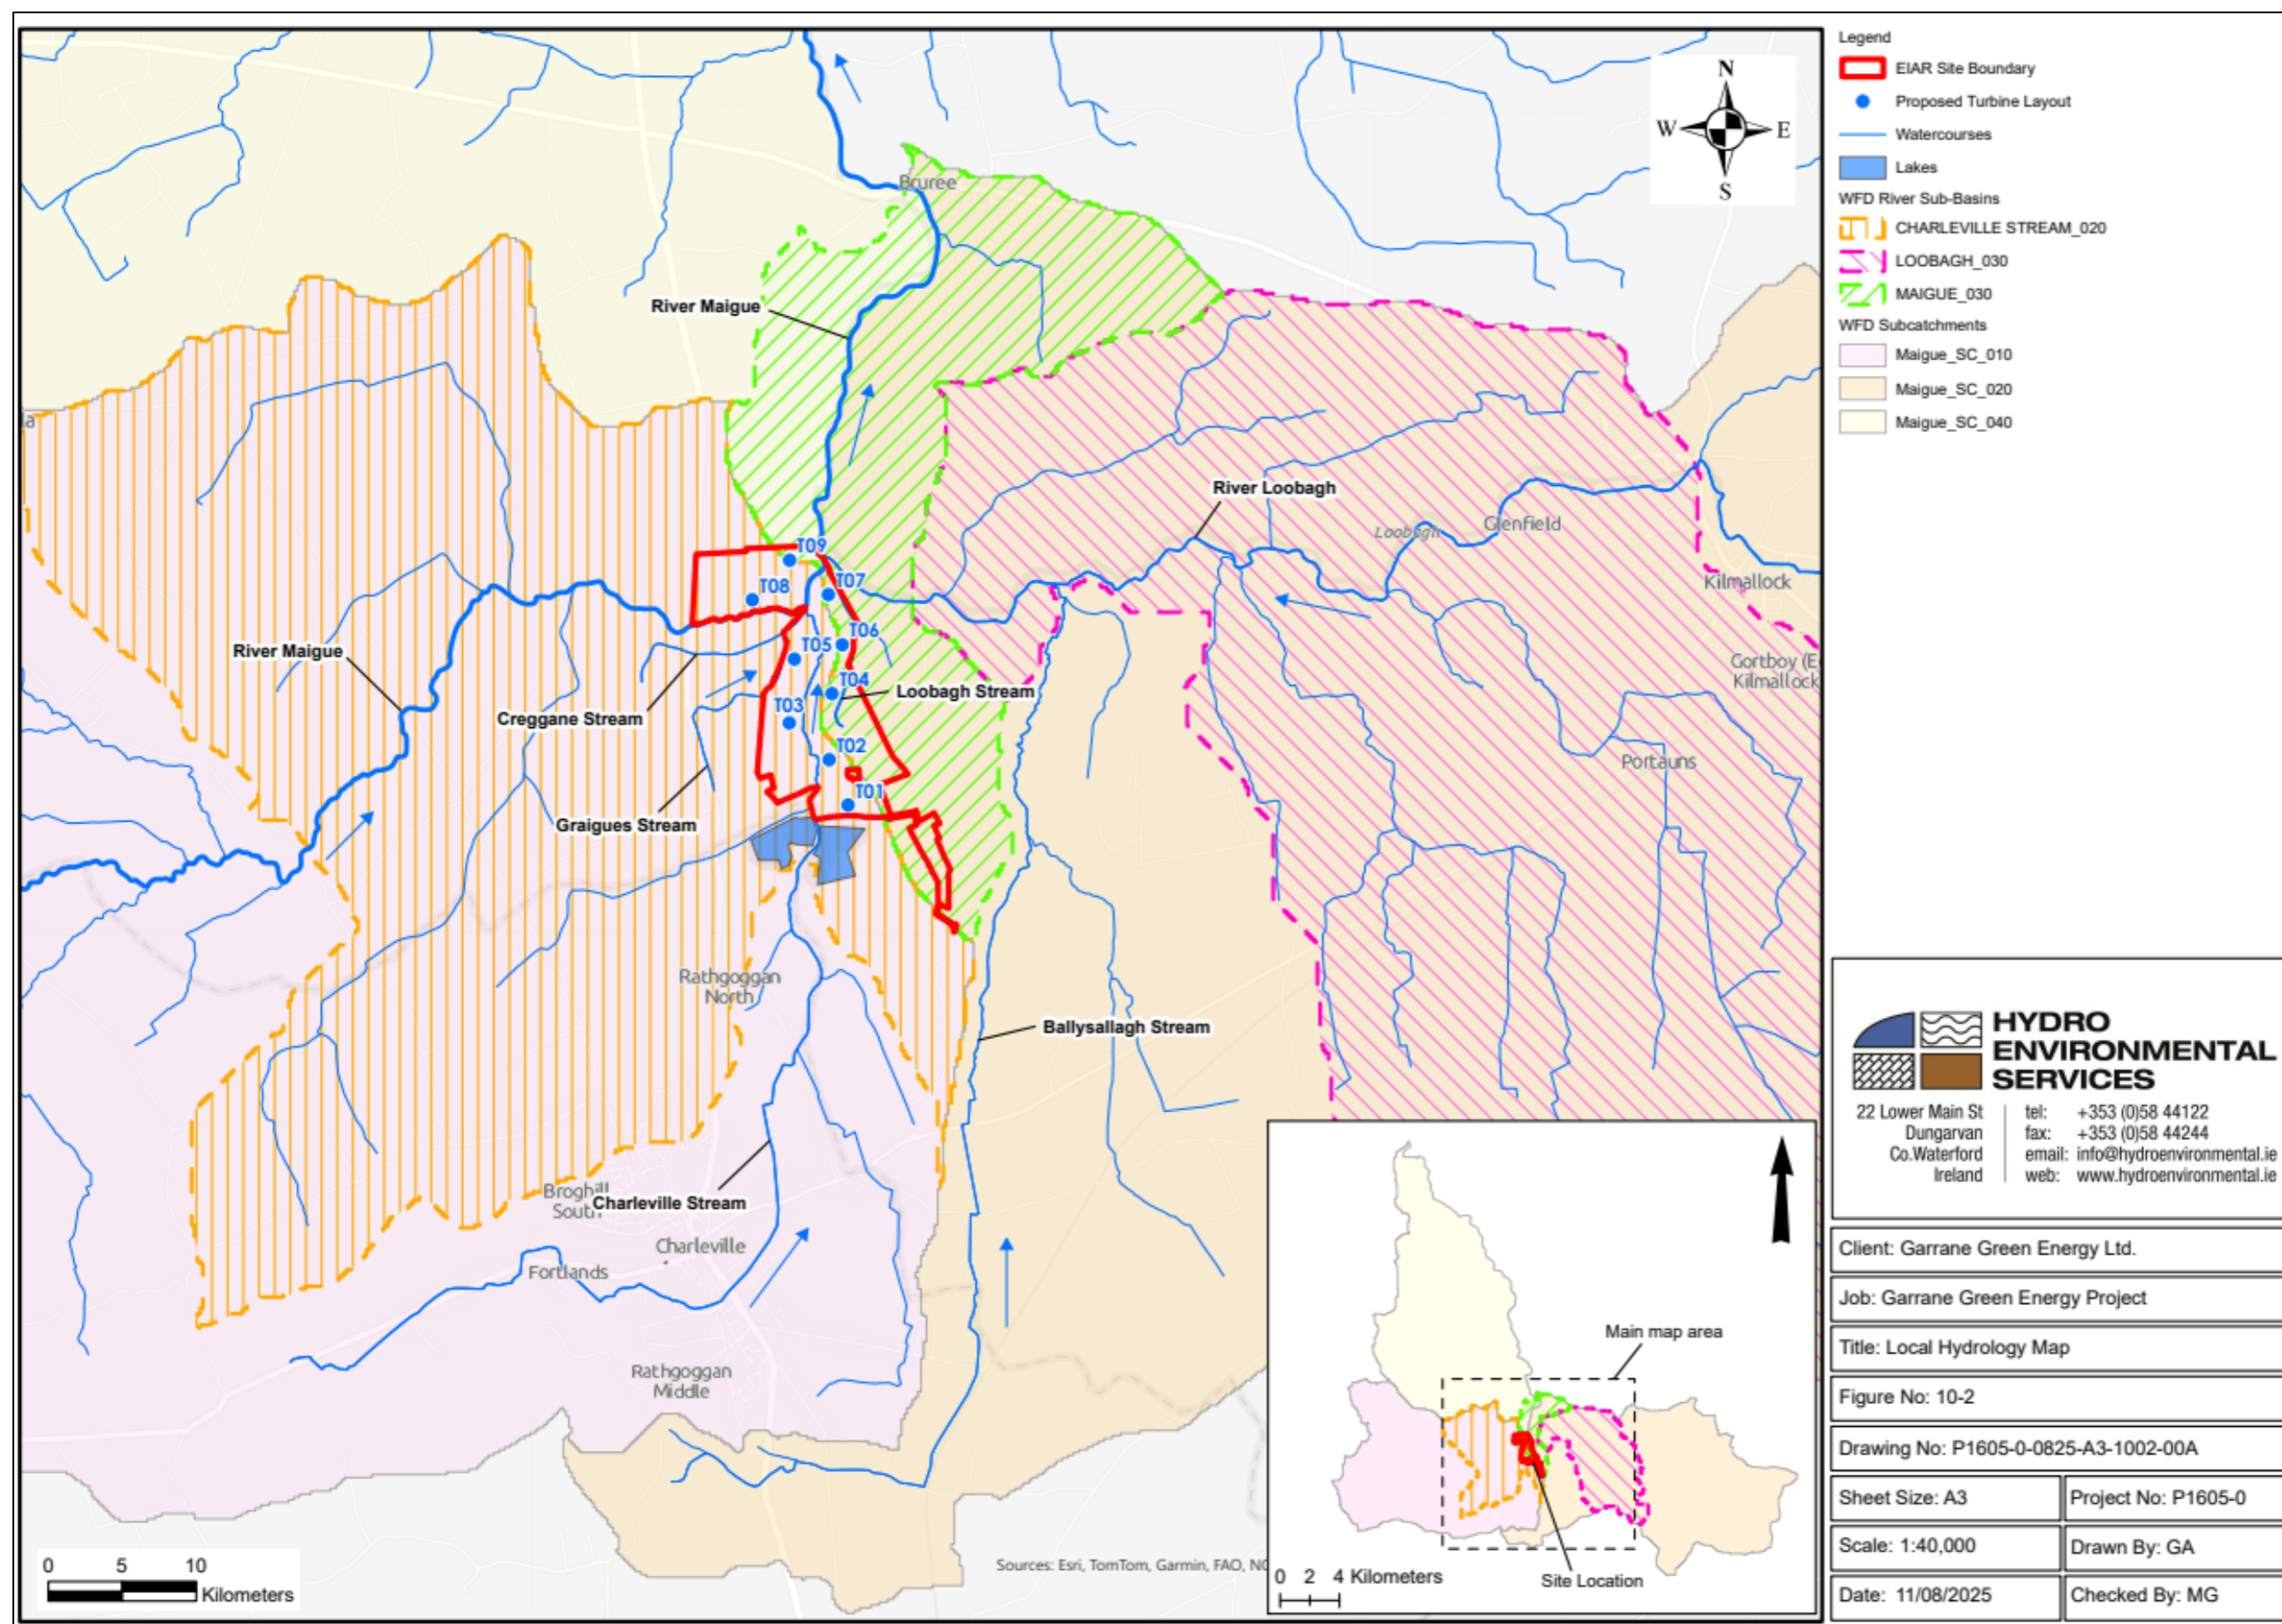 Legend
EIAR Site Boundary
Proposed Turbine Layout
Watercourses
Lakes
WFD River Sub-Basins
CHARLEVILLE STREAM_020
LOOBAGH_030
MAIGUE_030
WFD Subcatchments
Maigue_SC_010
Maigue_SC_020
Maigue_SC_040
N
W
E
S
Bruree
River Maigue
la
River Loobagh
Loobagh
Glenfield
T09
T07
T08
Kilmallock
T06
T05
River Maigue
Gortboy (E
Kilmallock
T04
Loobagh Stream
T03
Creggane Stream
T02
Portauns
T01
Graigues Stream
Rathgoggan
North
Ballysallagh Stream
Broghill
South
Charleville Stream
Charleville
Fortlands
Rathgoggan
Middle
Main map area
Site Location
0 2 4 Kilometers
Sources: Esri, TomTom, Garmin, FAO, NO
0 5 10
Kilometers
HYDRO
ENVIRONMENTAL
SERVICES
22 Lower Main St
Dungarvan
Co.Waterford
Ireland
tel: +353 (0)58 44122
fax: +353 (0)58 44244
email: info@hydroenvironmental.ie
web: www.hydroenvironmental.ie
Client: Garrane Green Energy Ltd.
Job: Garrane Green Energy Project
Title: Local Hydrology Map
Figure No: 10-2
Drawing No: P1605-0-0825-A3-1002-00A
Sheet Size: A3
Project No: P1605-0
Scale: 1:40,000
Drawn By: GA
Date: 11/08/2025
Checked By: MG